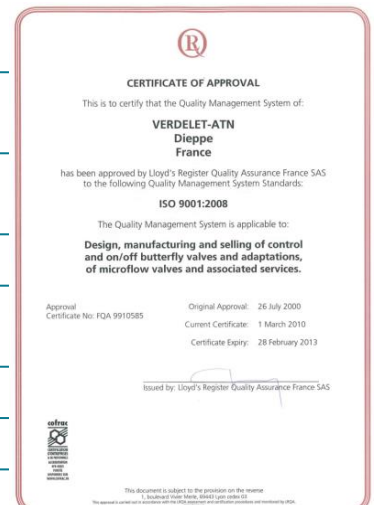 CERTIFICATE OF APPROVAL
This is to certify that the Quality Management System of:
VERDELET-ATN
Dieppe
France
has been approved by Lloyd's Register Quality Assurance France SAS
to the following Quality Management System Standards:
ISO 9001:2008
The Quality Management System is applicable to:
Design, manufacturing and selling of control
and on/off butterfly valves and adaptations,
of microflow valves and associated services.
Approval
Certificate No: FQA 9910585
Original Approval: 26 July 2000
Current Certificate: 1 March 2010
Certificate Expiry: 28 February 2013
Issued by: Lloyd's Register Quality Assurance France SAS
cofrac
This document is subject to the provision on the reverse